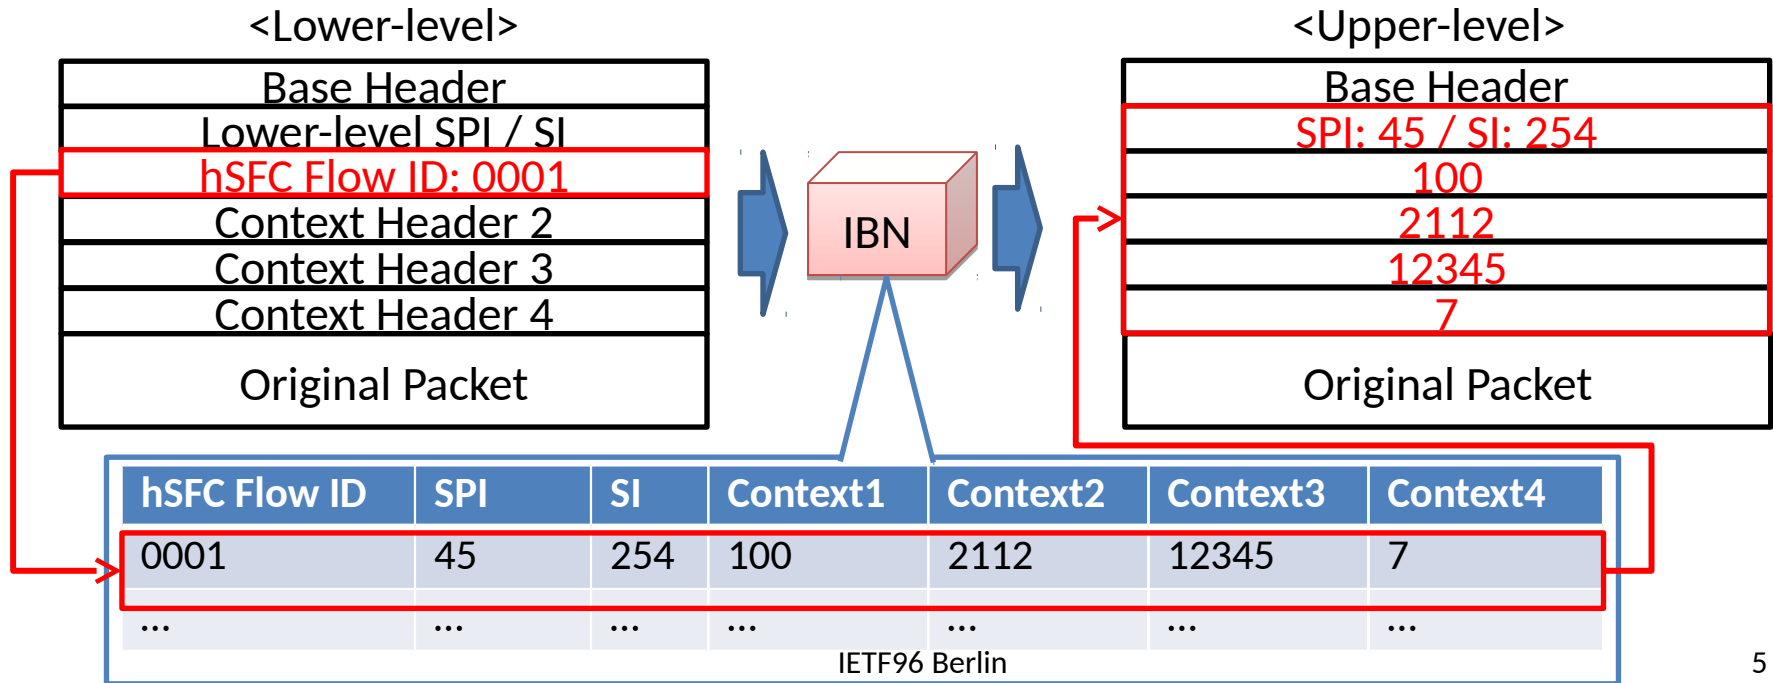 <Lower-level>
Base Header
Lower-level SPI / SI
hSFC Flow ID: 0001
Context Header 2
Context Header 3
Context Header 4
Original Packet
IBN
<Upper-level>
Base Header
SPI: 45 / SI: 254
100
2112
12345
7
Original Packet
hSFC Flow ID SPI SI Context1 Context2 Context3 Context4
0001 45 254 100 2112 12345 7
... ... ... ... ... ... ...
IETF96 Berlin
5